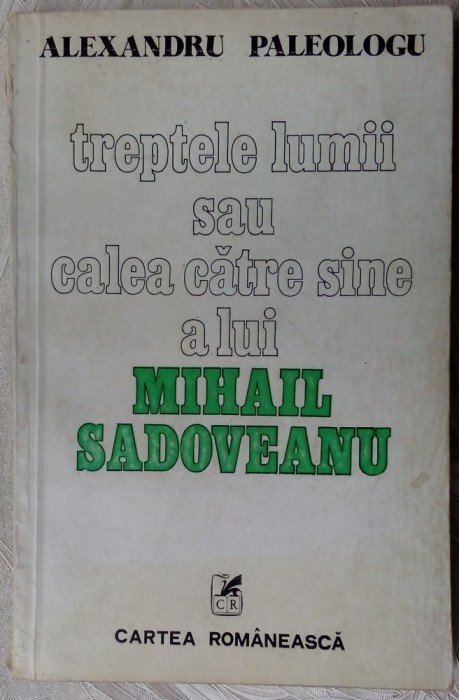 ALEXANDRU PALEOLOGU
treptele lumii
sau
calea către sine
a lui
MIHAIL
SADOVEANU
CR
CARTEA ROMÂNEASCĂ